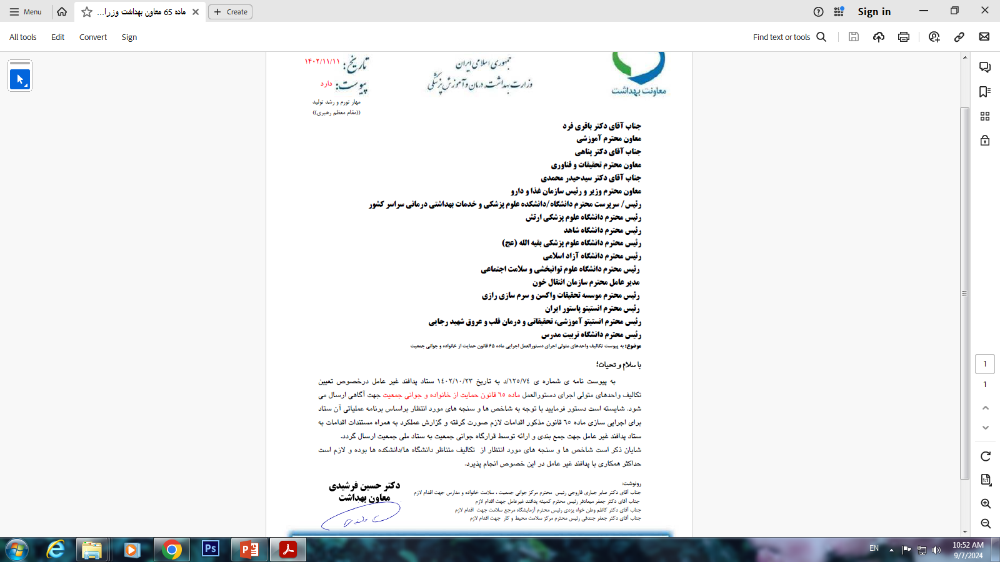 Menu
ماده 65 معاون بهداشت وزرا...
Create
Sign in
All tools
Edit
Convert
Sign
Find text or tools
تاریخ: ۱۴۰۲/۱۱/۱۱
پیوست: دارد
مهار تورم و رشد تولید
((مقام معظم رهبری))
جمهوری اسلامی ایران
وزارت بهداشت، درمان و آموزش پزشکی
معاونت بهداشت
جناب آقای دکتر باقری فرد
معاون محترم آموزشی
جناب آقای دکتر پناهی
معاون محترم تحقیقات و فناوری
جناب آقای دکتر سیدحیدر محمدی
معاون محترم وزیر و رئیس سازمان غذا و دارو
رئیس/ سرپرست محترم دانشگاه/دانشکده علوم پزشکی و خدمات بهداشتی درمانی سراسر کشور
رئیس محترم دانشگاه علوم پزشکی ارتش
رئیس محترم دانشگاه شاهد
رئیس محترم دانشگاه علوم پزشکی بقیه الله (عج)
رئیس محترم دانشگاه آزاد اسلامی
رئیس محترم دانشگاه علوم توانبخشی و سلامت اجتماعی
مدیر عامل محترم سازمان انتقال خون
رئیس محترم موسسه تحقیقات واکسن و سرم سازی رازی
رئیس محترم انستیتو پاستور ایران
رئیس محترم انستیتو آموزشی، تحقیقاتی و درمان قلب و عروق شهید رجایی
رئیس محترم دانشگاه تربیت مدرس
موضوع: به پیوست تکالیف واحدهای متولی اجرای دستورالعمل اجرایی ماده ۶۵ قانون حمایت از خانواده و جوانی جمعیت
با سلام و تحیات؛
به پیوست نامه ی شماره ی ۱۲۵/۷۴/د به تاریخ ۱۴۰۲/۱۰/۲۳ ستاد پدافند غیر عامل درخصوص تعیین
تکالیف واحدهای متولی اجرای دستورالعمل ماده ۶۵ قانون حمایت از خانواده و جوانی جمعیت جهت آگاهی ارسال می
شود. شایسته است دستور فرمایید با توجه به شاخص ها و سنجه های مورد انتظار براساس برنامه عملیاتی آن ستاد
برای اجرایی سازی ماده ۶۵ قانون مذکور اقدامات لازم صورت گرفته و گزارش عملکرد به همراه مستندات اقدامات به
ستاد پدافند غیر عامل جهت جمع بندی و ارائه توسط قرارگاه جوانی جمعیت به ستاد ملی جمعیت ارسال گردد.
شایان ذکر است شاخص ها و سنجه های مورد انتظار از تکالیف متناظر دانشگاه ها/دانشکده ها بوده و لازم است
حداکثر همکاری با پدافند غیر عامل در این خصوص انجام پذیرد.
دکتر حسین فرشیدی
معاون بهداشت
رونوشت:
جناب آقای دکتر صابر جباری فاروجی رئیس محترم مرکز جوانی جمعیت ، سلامت خانواده و مدارس جهت اقدام لازم
جناب آقای دکتر جعفر میعادفر رئیس محترم کمیته پدافند غیرعامل جهت اقدام لازم
جناب آقای دکتر کاظم وطن خواه یزدی رئیس محترم آزمایشگاه مرجع سلامت جهت اقدام لازم
جناب آقای دکتر جعفر جندقی رئیس محترم مرکز سلامت محیط و کار جهت اقدام لازم
1
1
1:1
Ps
EN
10:52 AM
9/7/2024